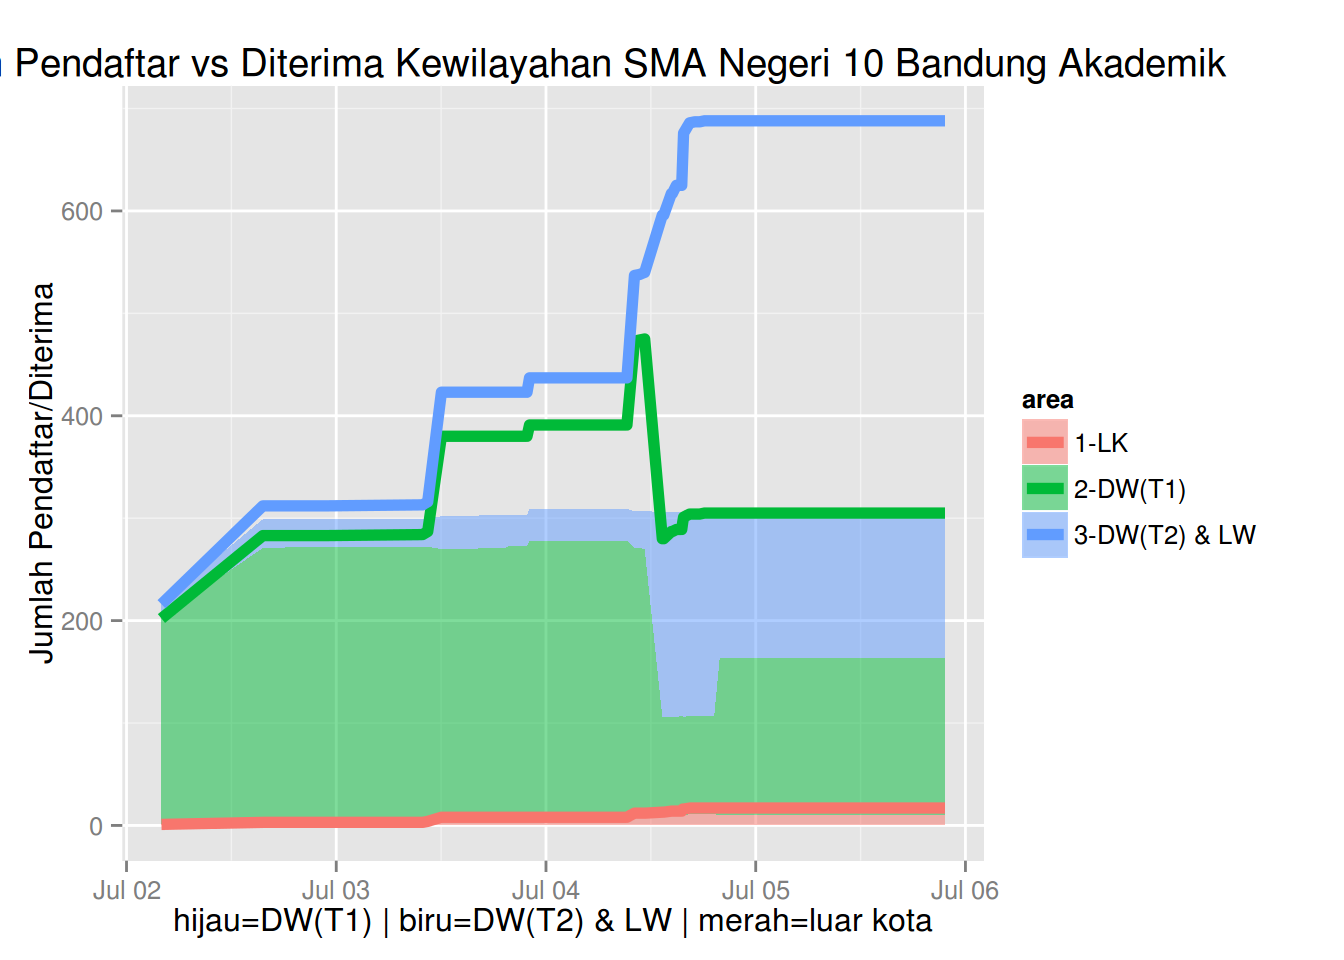 Pendaftar vs Diterima Kewilayahan SMA Negeri 10 Bandung Akademik
Jumlah Pendaftar/Diterima
600
400
200
0
Jul 02
Jul 03
Jul 04
Jul 05
Jul 06
hijau=DW(T1) | biru=DW(T2) & LW | merah=luar kota
area
1-LK
2-DW(T1)
3-DW(T2) & LW